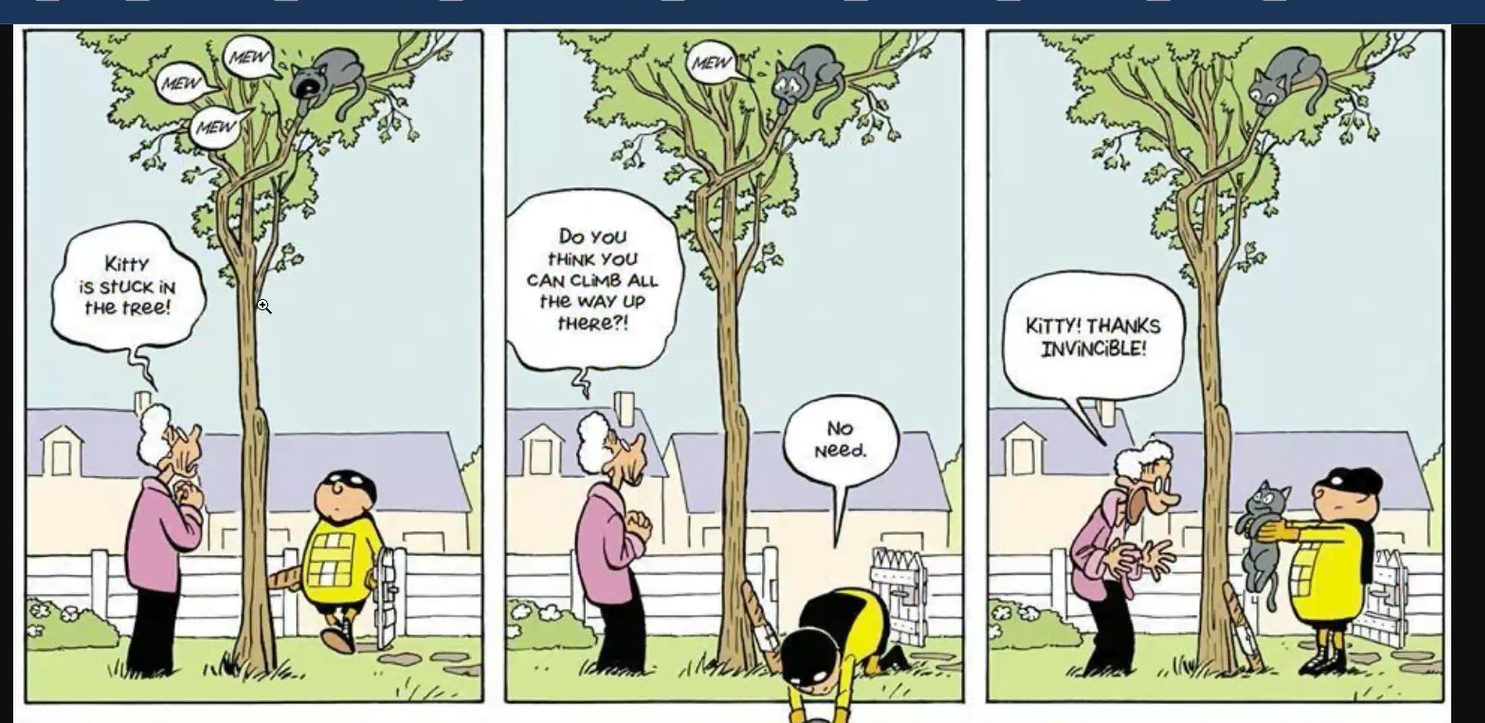 MEW
MEW
MEW
Kitty
is stuck in
the tree!
MEW
Do you
think you
can climb all
the way up
there?!
No
need.
KITTY! THANKS
INVINCIBLE!